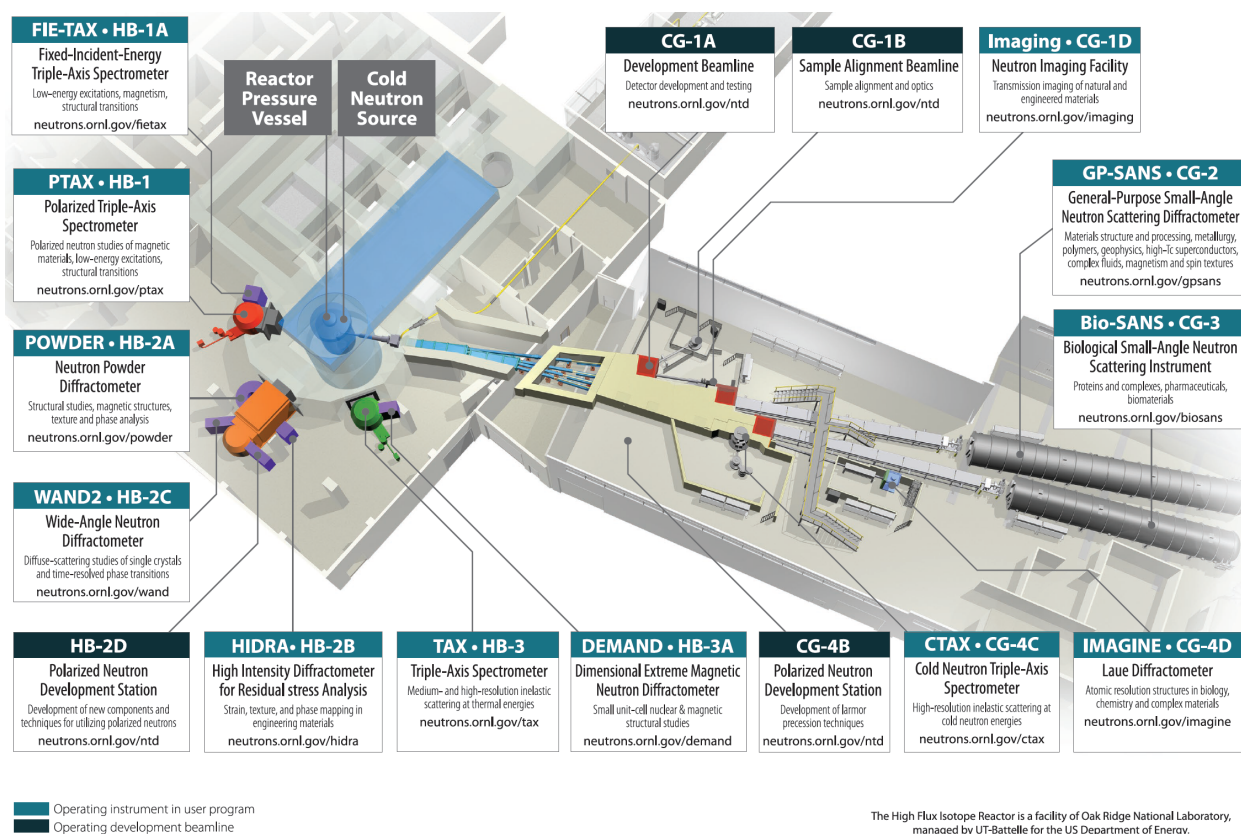 FIE-TAX • HB-1A
Fixed-Incident-Energy
Triple-Axis Spectrometer
Low-energy excitations, magnetism,
structural transitions
neutrons.ornl.gov/fietax
Reactor
Pressure
Vessel
Cold
Neutron
Source
CG-1A
Development Beamline
Detector development and testing
neutrons.ornl.gov/ntd
CG-1B
Sample Alignment Beamline
Sample alignment and optics
neutrons.ornl.gov/ntd
Imaging • CG-1D
Neutron Imaging Facility
Transmission imaging of natural and
engineered materials
neutrons.ornl.gov/imaging
PTAX • HB-1
Polarized Triple-Axis
Spectrometer
Polarized neutron studies of magnetic
materials, low-energy excitations,
structural transitions
neutrons.ornl.gov/ptax
GP-SANS • CG-2
General-Purpose Small-Angle
Neutron Scattering Diffractometer
Materials structure and processing, metallurgy,
polymers, geophysics, high-Tc superconductors,
complex fluids, magnetism and spin textures
neutrons.ornl.gov/gpsans
POWDER • HB-2A
Neutron Powder
Diffractometer
Structural studies, magnetic structures,
texture and phase analysis
neutrons.ornl.gov/powder
Bio-SANS • CG-3
Biological Small-Angle Neutron
Scattering Instrument
Proteins and complexes, pharmaceuticals,
biomaterials
neutrons.ornl.gov/biosans
WAND2 • HB-2C
Wide-Angle Neutron
Diffractometer
Diffuse-scattering studies of single crystals
and time-resolved phase transitions
neutrons.ornl.gov/wand
HB-2D
Polarized Neutron
Development Station
Development of new components and
techniques for utilizing polarized neutrons
neutrons.ornl.gov/ntd
HIDRA• HB-2B
High Intensity Diffractometer
for Residual stress Analysis
Strain, texture, and phase mapping in
engineering materials
neutrons.ornl.gov/hidra
TAX • HB-3
Triple-Axis Spectrometer
Medium- and high-resolution inelastic
scattering at thermal energies
neutrons.ornl.gov/tax
DEMAND • HB-3A
Dimensional Extreme Magnetic
Neutron Diffractometer
Small unit-cell nuclear & magnetic
structural studies
neutrons.ornl.gov/demand
CG-4B
Polarized Neutron
Development Station
Development of larmor
precession techniques
neutrons.ornl.gov/ntd
CTAX • CG-4C
Cold Neutron Triple-Axis
Spectrometer
High-resolution inelastic scattering at
cold neutron energies
neutrons.ornl.gov/ctax
IMAGINE • CG-4D
Laue Diffractometer
Atomic resolution structures in biology,
chemistry and complex materials
neutrons.ornl.gov/imagine
Operating instrument in user program
Operating development beamline
The High Flux Isotope Reactor is a facility of Oak Ridge National Laboratory,
managed by UT-Battelle for the US Department of Energy.